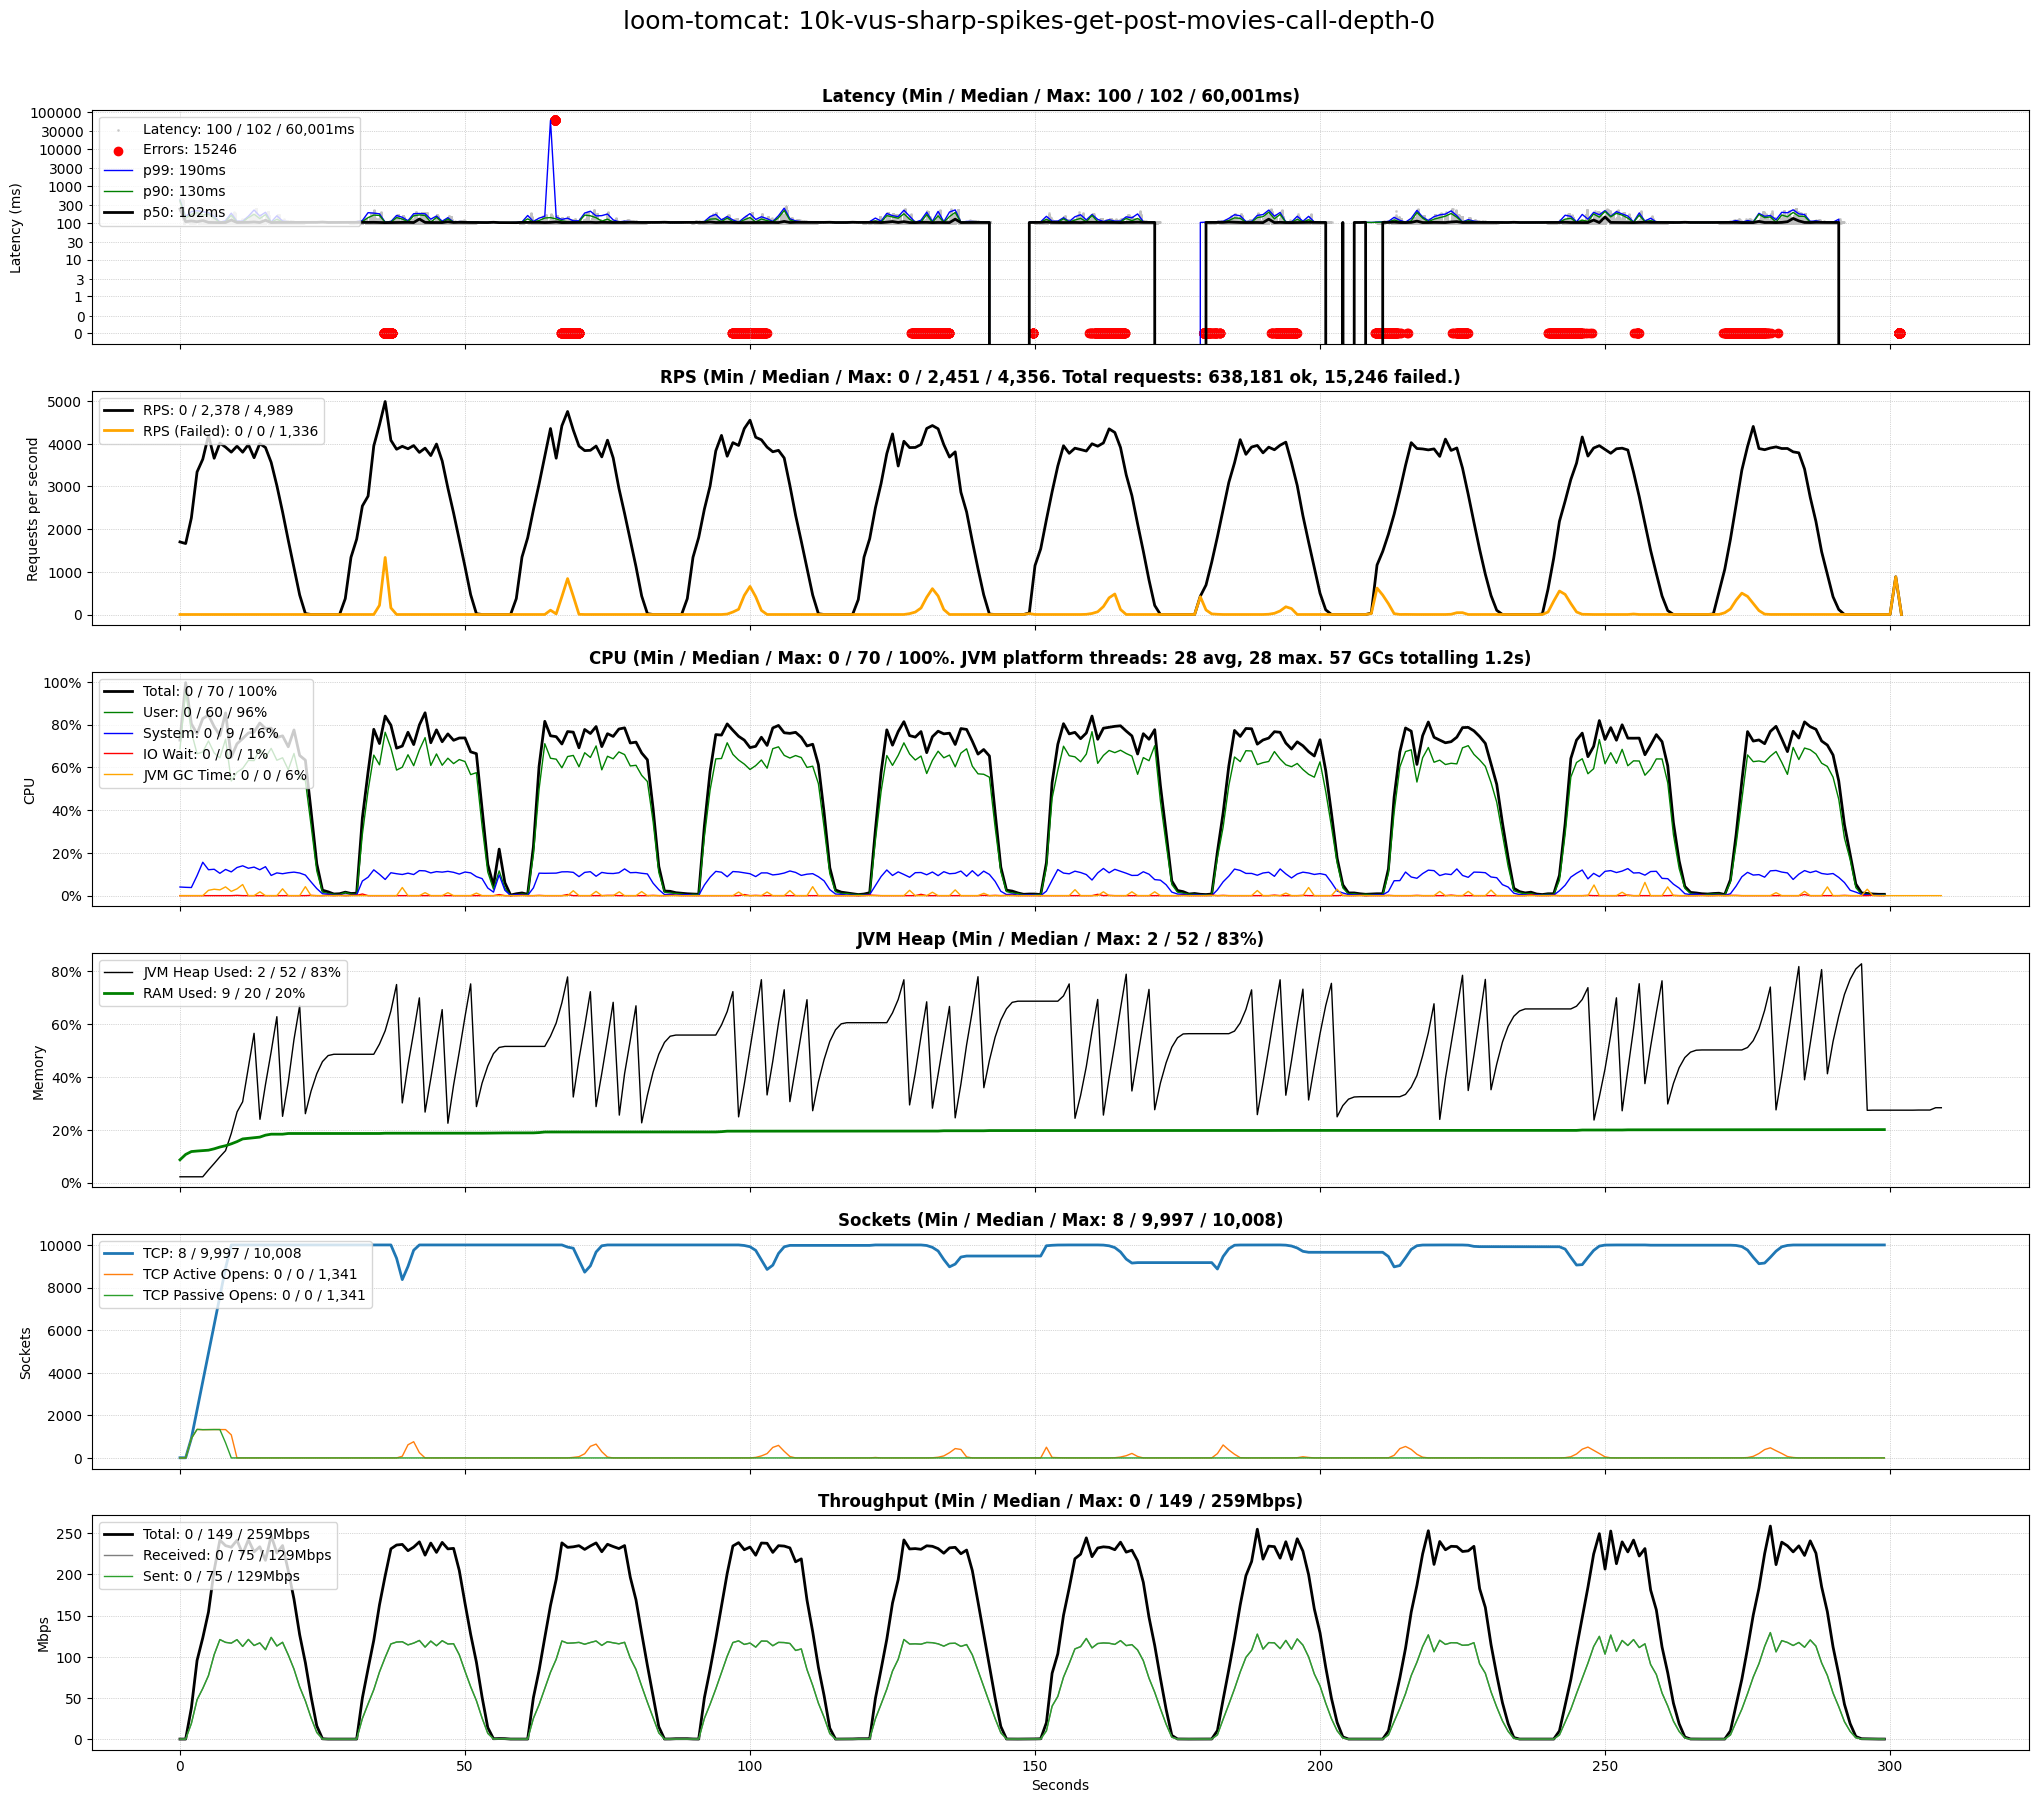 loom-tomcat: 10k-vus-sharp-spikes-get-post-movies-call-depth-0
Latency (Min / Median / Max: 100 / 102 / 60,001ms)
Latency (ms)
100000
30000
10000
3000
1000
300
100
30
10
3
1
0
0
Latency: 100 / 102 / 60,001ms
Errors: 15246
p99: 190ms
p90: 130ms
p50: 102ms
RPS (Min / Median / Max: 0 / 2,451 / 4,356. Total requests: 638,181 ok, 15,246 failed.)
Requests per second
5000
4000
3000
2000
1000
0
RPS: 0 / 2,378 / 4,989
RPS (Failed): 0 / 0 / 1,336
CPU (Min / Median / Max: 0 / 70 / 100%. JVM platform threads: 28 avg, 28 max. 57 GCs totalling 1.2s)
CPU
100%
80%
60%
40%
20%
0%
Total: 0 / 70 / 100%
User: 0 / 60 / 96%
System: 0 / 9 / 16%
IO Wait: 0 / 0 / 1%
JVM GC Time: 0 / 0 / 6%
JVM Heap (Min / Median / Max: 2 / 52 / 83%)
Memory
80%
60%
40%
20%
0%
JVM Heap Used: 2 / 52 / 83%
RAM Used: 9 / 20 / 20%
Sockets (Min / Median / Max: 8 / 9,997 / 10,008)
Sockets
10000
8000
6000
4000
2000
0
TCP: 8 / 9,997 / 10,008
TCP Active Opens: 0 / 0 / 1,341
TCP Passive Opens: 0 / 0 / 1,341
Throughput (Min / Median / Max: 0 / 149 / 259Mbps)
Mbps
250
200
150
100
50
0
Total: 0 / 149 / 259Mbps
Received: 0 / 75 / 129Mbps
Sent: 0 / 75 / 129Mbps
0 50 100 150 200 250 300
Seconds